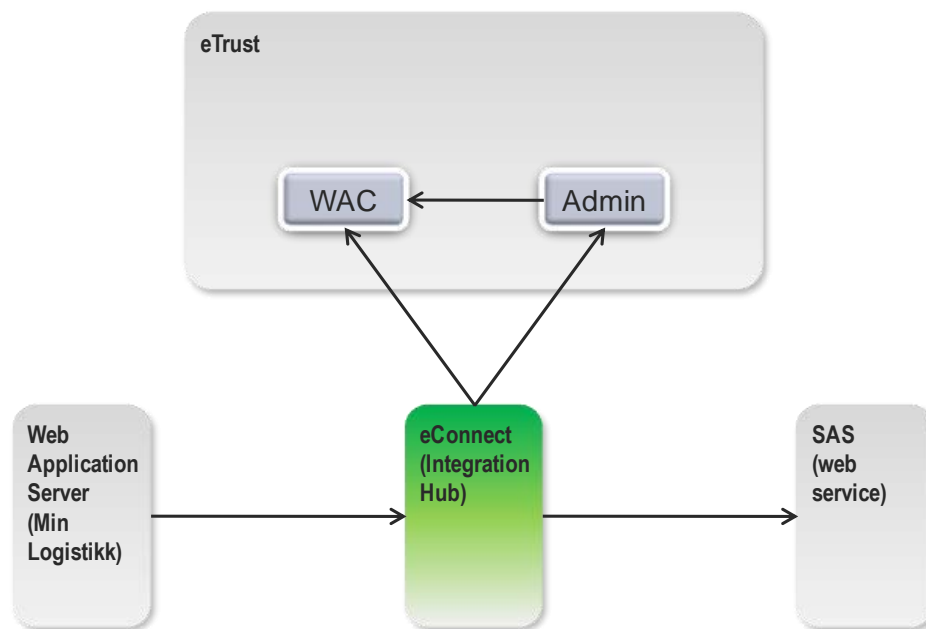 eTrust
WAC
Admin
Web
Application
Server
(Min
Logistikk)
eConnect
(Integration
Hub)
SAS
(web
service)